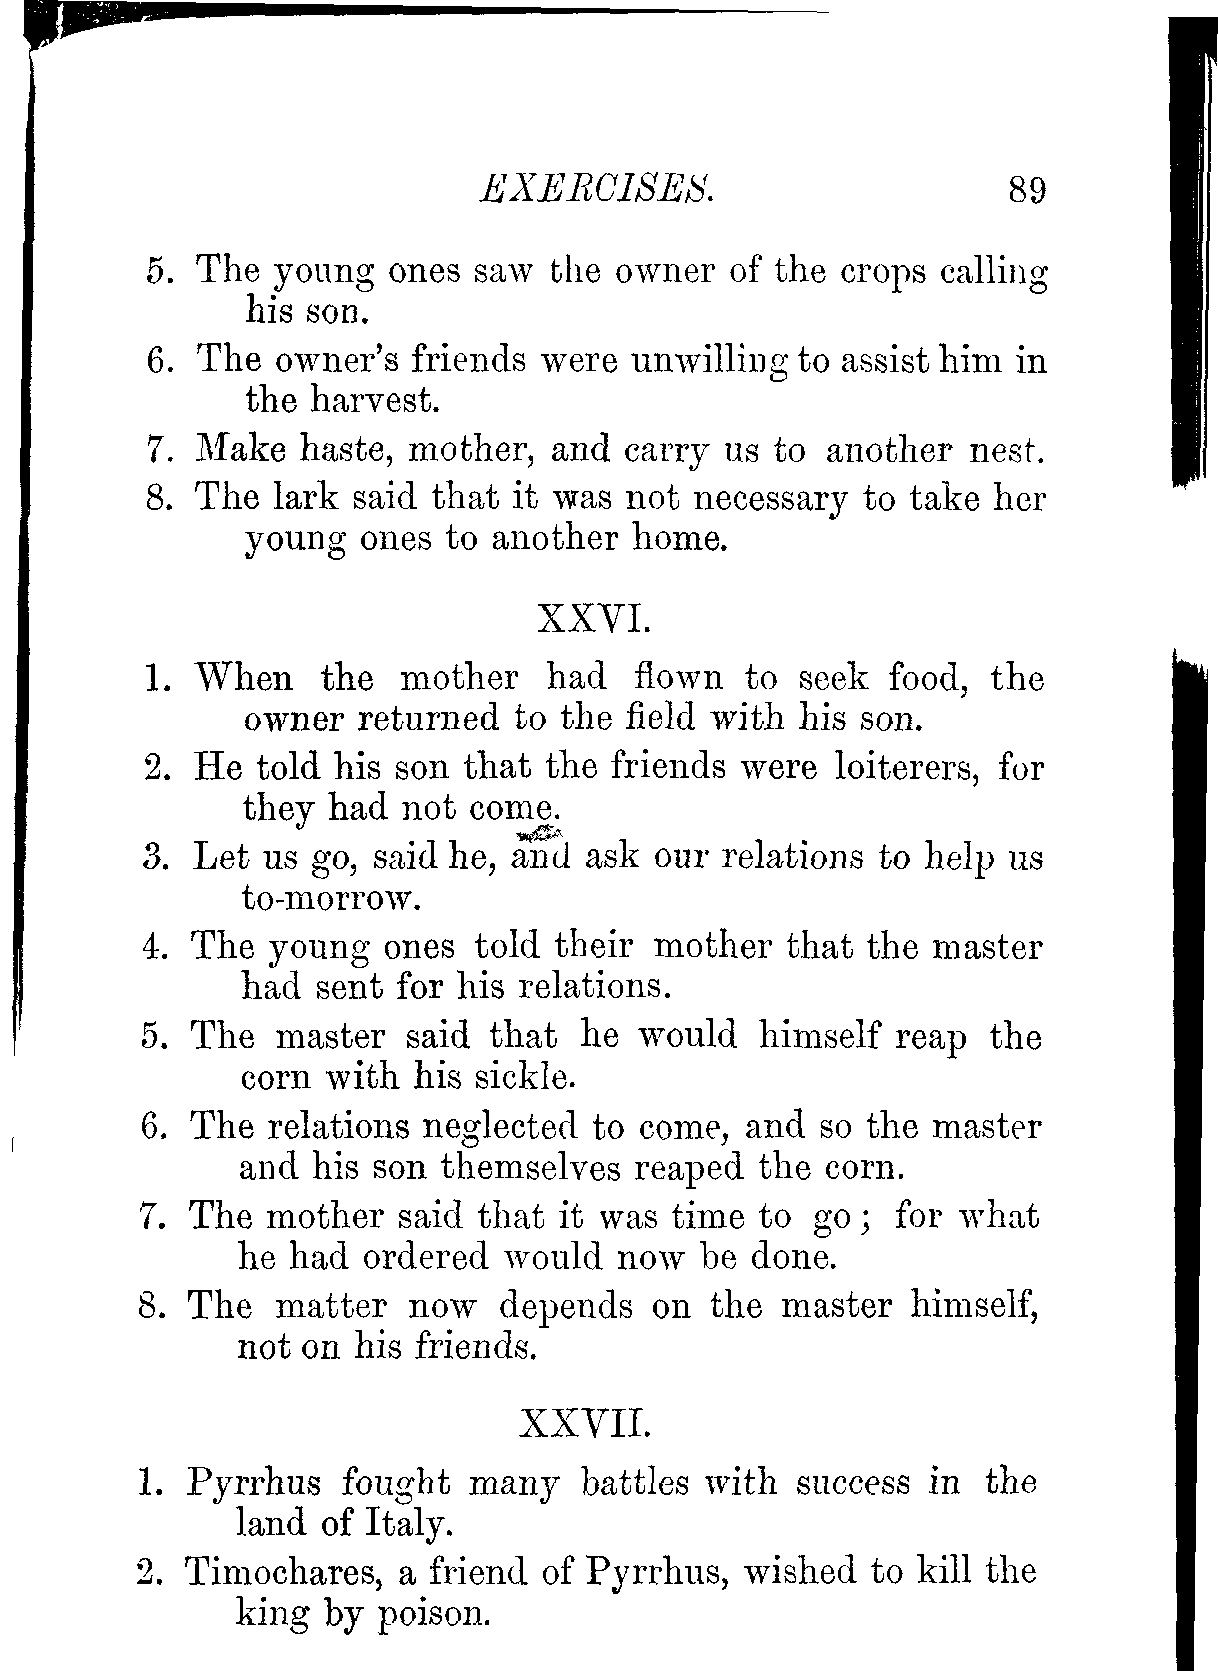 EXERCISES. 89
5. The young ones saw the owner of the crops calling
his son.
6. The owner's friends were unwilling to assist him in
the harvest.
7. Make haste, mother, and carry us to another nest.
8. The lark said that it was not necessary to take her
young ones to another home.
XXVI.
1. When the mother had flown to seek food, the
owner returned to the field with his son.
2. He told his son that the friends were loiterers, for
they had not come.
3. Let us go, said he, and ask our relations to help us
to-morrow.
4. The young ones told their mother that the master
had sent for his relations.
5. The master said that he would himself reap the
corn with his sickle.
6. The relations neglected to come, and so the master
and his son themselves reaped the corn.
7. The mother said that it was time to go; for what
he had ordered would now be done.
8. The matter now depends on the master himself,
not on his friends.
XXVII.
1. Pyrrhus fought many battles with success in the
land of Italy.
2. Timochares, a friend of Pyrrhus, wished to kill the
king by poison.